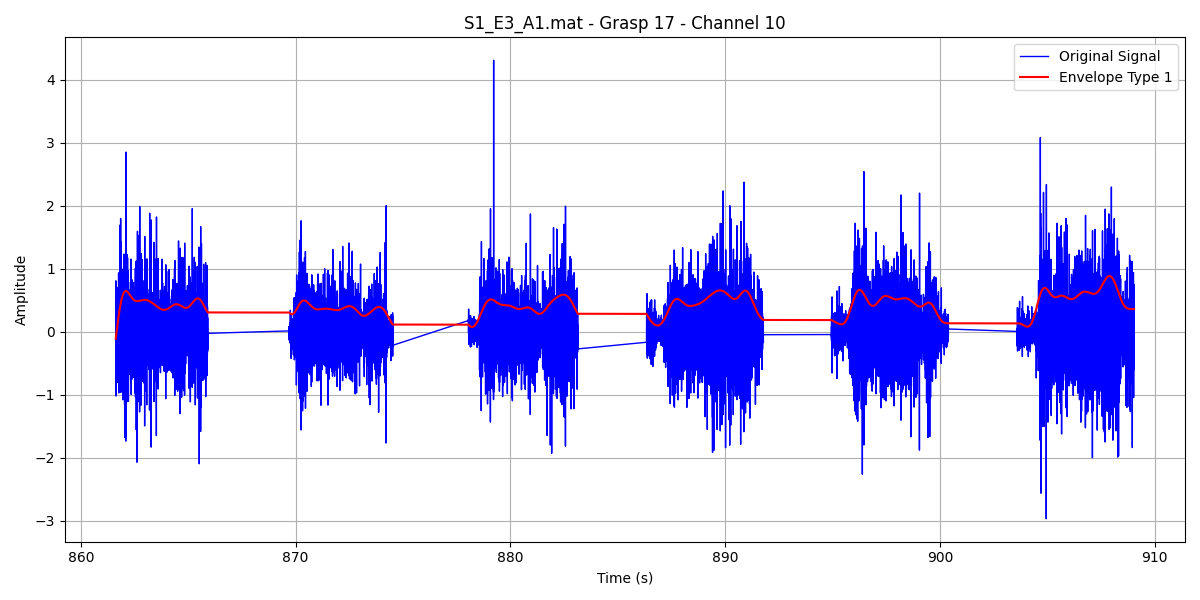 S1_E3_A1.mat - Grasp 17 - Channel 10
Original Signal
Envelope Type 1
Amplitude
4
3
2
1
0
−1
−2
−3
860 870 880 890 900 910
Time (s)